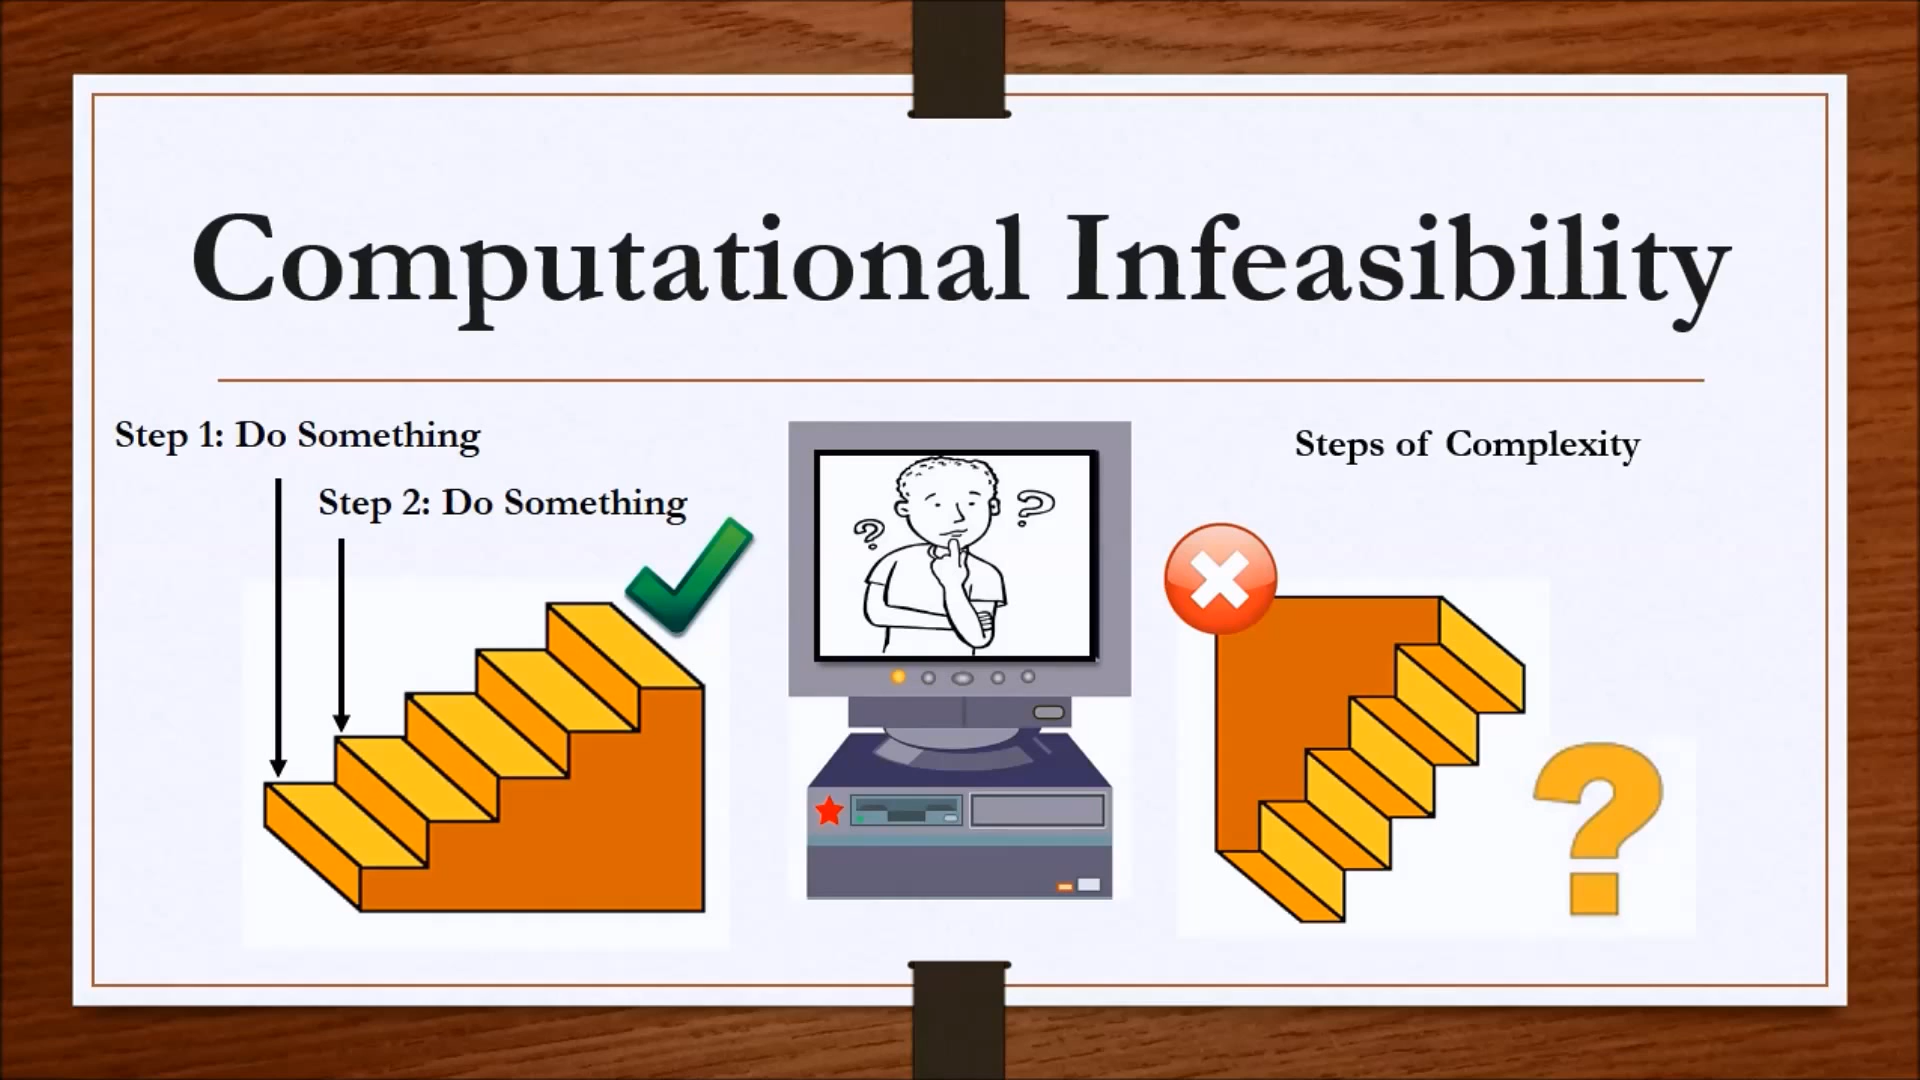 Computational Infeasibility
Step 1: Do Something
Step 2: Do Something
Steps of Complexity